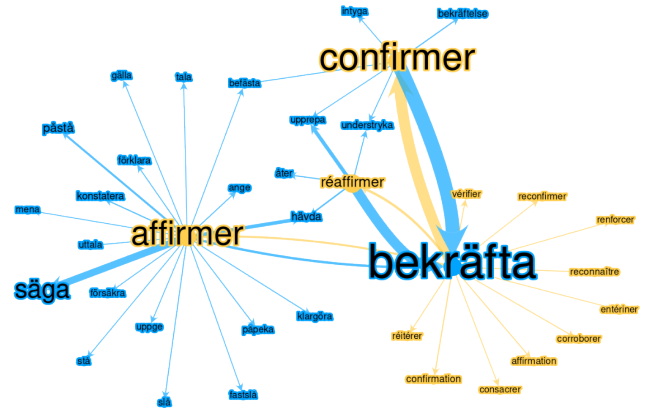 intyga
bekräftelse
confirmer
gälla
tala
befästa
upprepa
understryka
påstå
förklara
åter
réaffirmer
vérifier
reconfirmer
mena
konstatera
ange
hävda
renforcer
uttala
affirmer
bekräfta
reconnaître
säga
försäkra
entériner
uppge
påpeka
klargöra
réitérer
corroborer
stå
affirmation
confirmation
consacrer
slå
fastslå